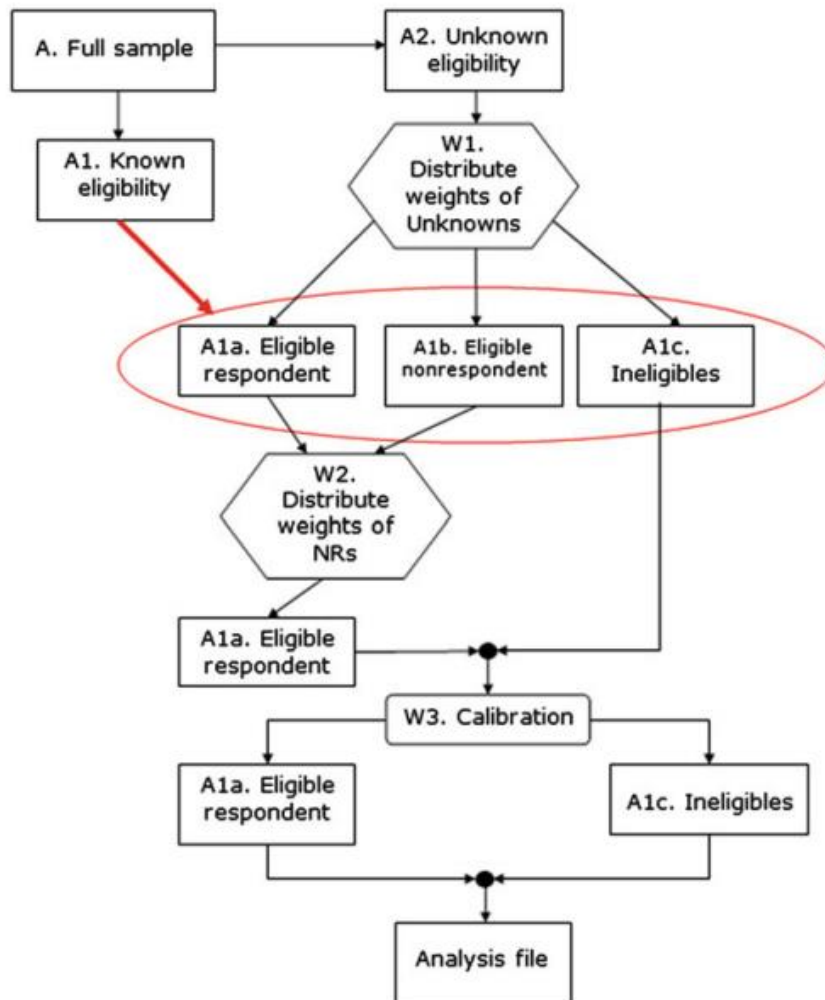 A. Full sample
A2. Unknown
eligibility
A1. Known
eligibility
W1.
Distribute
weights of
Unknowns
A1a. Eligible
respondent
A1b. Eligible
nonrespondent
A1c.
Ineligibles
W2.
Distribute
weights of
NRs
A1a. Eligible
respondent
W3. Calibration
A1a. Eligible
respondent
A1c. Ineligibles
Analysis file